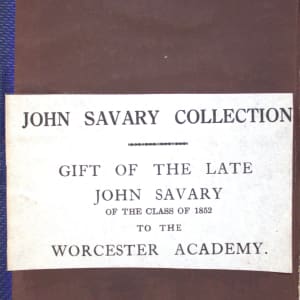 JOHN SAVARY COLLECTION
GIFT OF THE LATE
JOHN SAVARY
OF THE CLASS OF 1852
TO THE
WORCESTER ACADEMY.